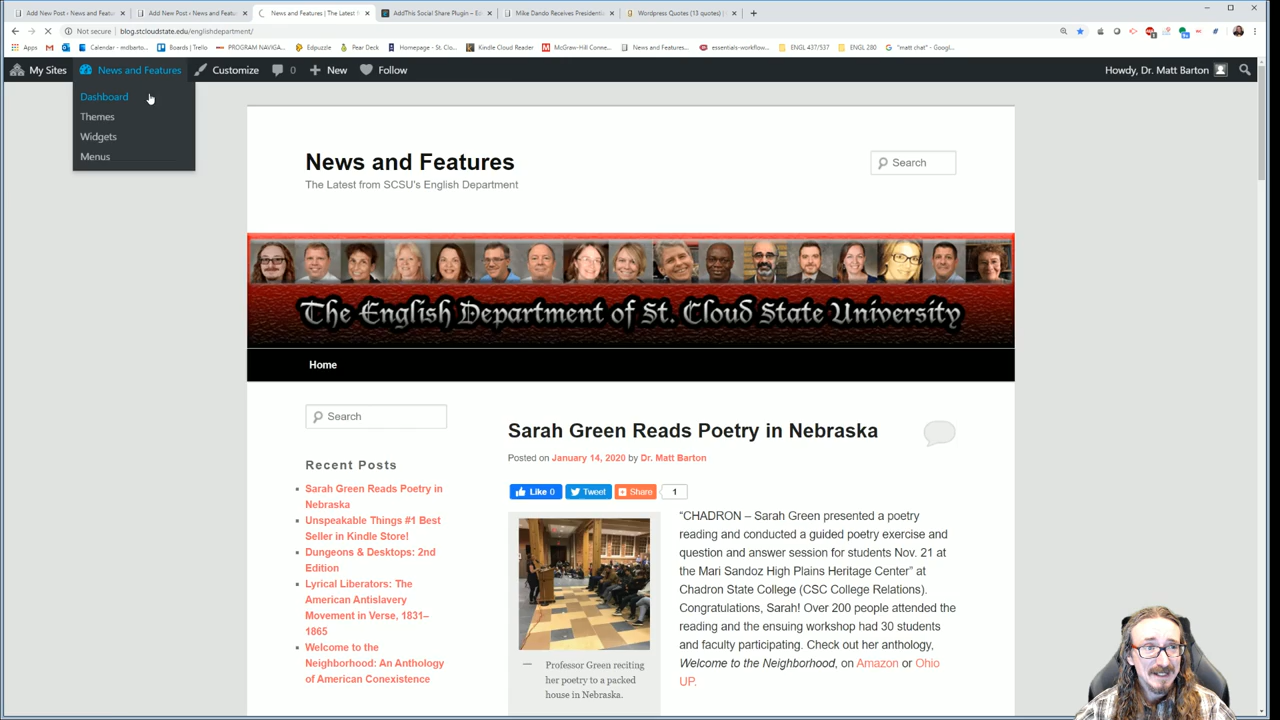 Add New Post ‹ News and Features
Add New Post ‹ News and Feature
News and Features | The Latest
AddThis Social Share Plugin – E
Mike Dando Receives Presidenti
Wordpress Quotes (13 quotes)
Not secure | blog.stcloudstate.edu/englishdepartment/
Apps
Calendar - mdbarto...
Boards | Trello
PROGRAM NAVIGA...
Edpuzzle
Pear Deck
Homepage - St. Clo...
Kindle Cloud Reader
McGraw-Hill Conne...
News and Features...
essentials-workflow...
ENGL 437/537
ENGL 280
"matt chat" - Googl...
My Sites
News and Features
Customize
0
New
Follow
Howdy, Dr. Matt Barton
Dashboard
Themes
Widgets
Menus
News and Features
The Latest from SCSU's English Department
Search
The English Department of St. Cloud State University
Home
Search
Recent Posts
Sarah Green Reads Poetry in
Nebraska
Unspeakable Things #1 Best
Seller in Kindle Store!
Dungeons & Desktops: 2nd
Edition
Lyrical Liberators: The
American Antislavery
Movement in Verse, 1831–
1865
Welcome to the
Neighborhood: An Anthology
of American Coexistence
Sarah Green Reads Poetry in Nebraska
Posted on January 14, 2020 by Dr. Matt Barton
Like 0
Tweet
Share
1
“CHADRON – Sarah Green presented a poetry
reading and conducted a guided poetry exercise and
question and answer session for students Nov. 21 at
the Mari Sandoz High Plains Heritage Center” at
Chadron State College (CSC College Relations).
Congratulations, Sarah! Over 200 people attended the
reading and the ensuing workshop had 30 students
and faculty participating. Check out her anthology,
Welcome to the Neighborhood, on Amazon or Ohio
UP.
— Professor Green reciting
her poetry to a packed
house in Nebraska.